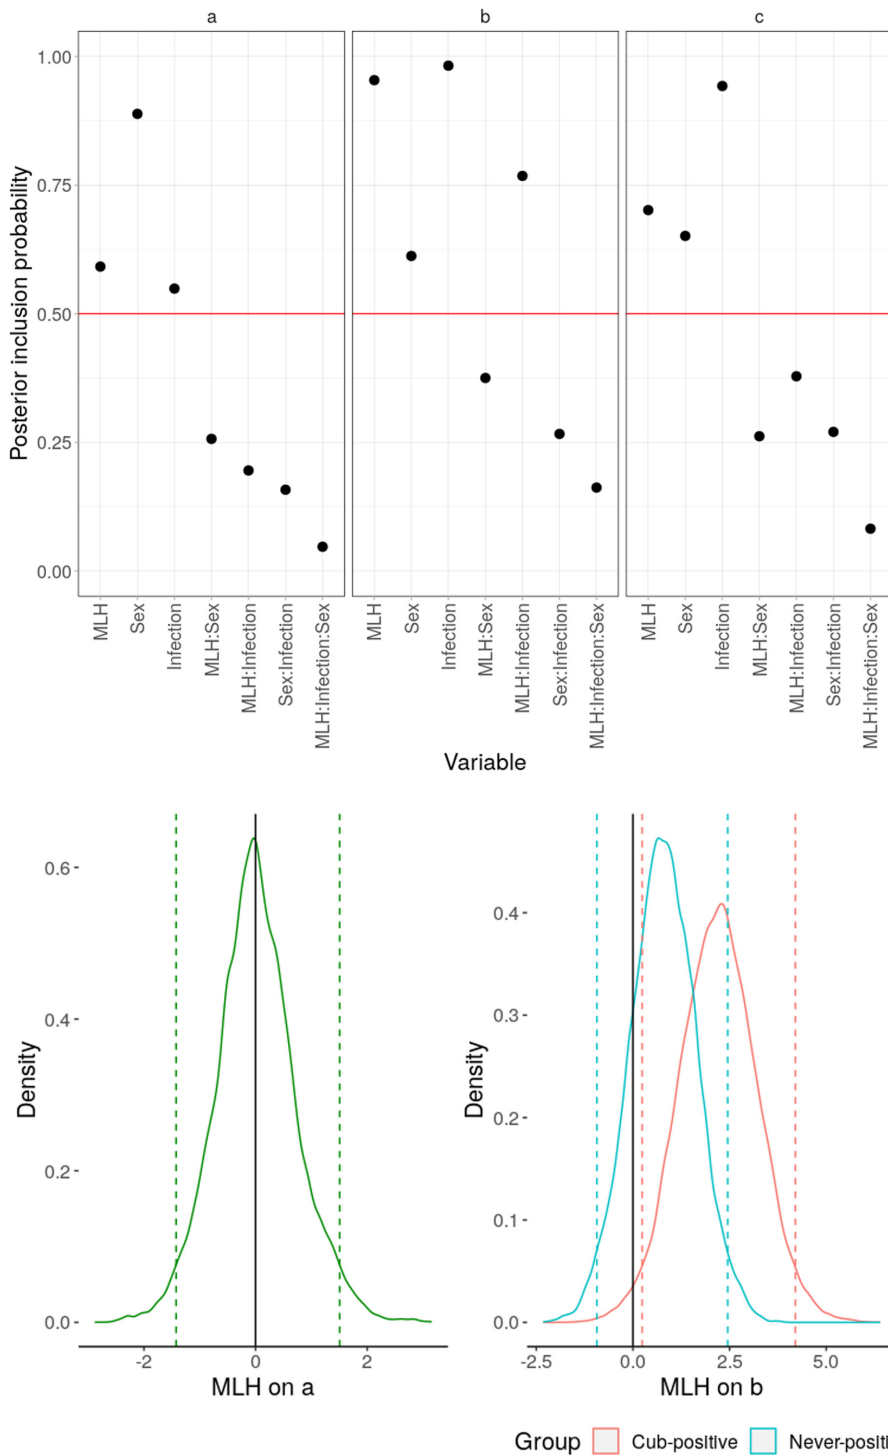 a b c
Posterior inclusion probability
1.00
0.75
0.50
0.25
0.00
MLH Sex Infection MLH:Sex MLH:Infection Sex:Infection MLH:Infection:Sex
MLH Sex Infection MLH:Sex MLH:Infection Sex:Infection MLH:Infection:Sex
MLH Sex Infection MLH:Sex MLH:Infection Sex:Infection MLH:Infection:Sex
Variable
Density
0.6
0.4
0.2
0.0
-2 0 2
MLH on a
Density
0.4
0.3
0.2
0.1
0.0
-2.5 0.0 2.5 5.0
MLH on b
Group Cub-positive Never-positi